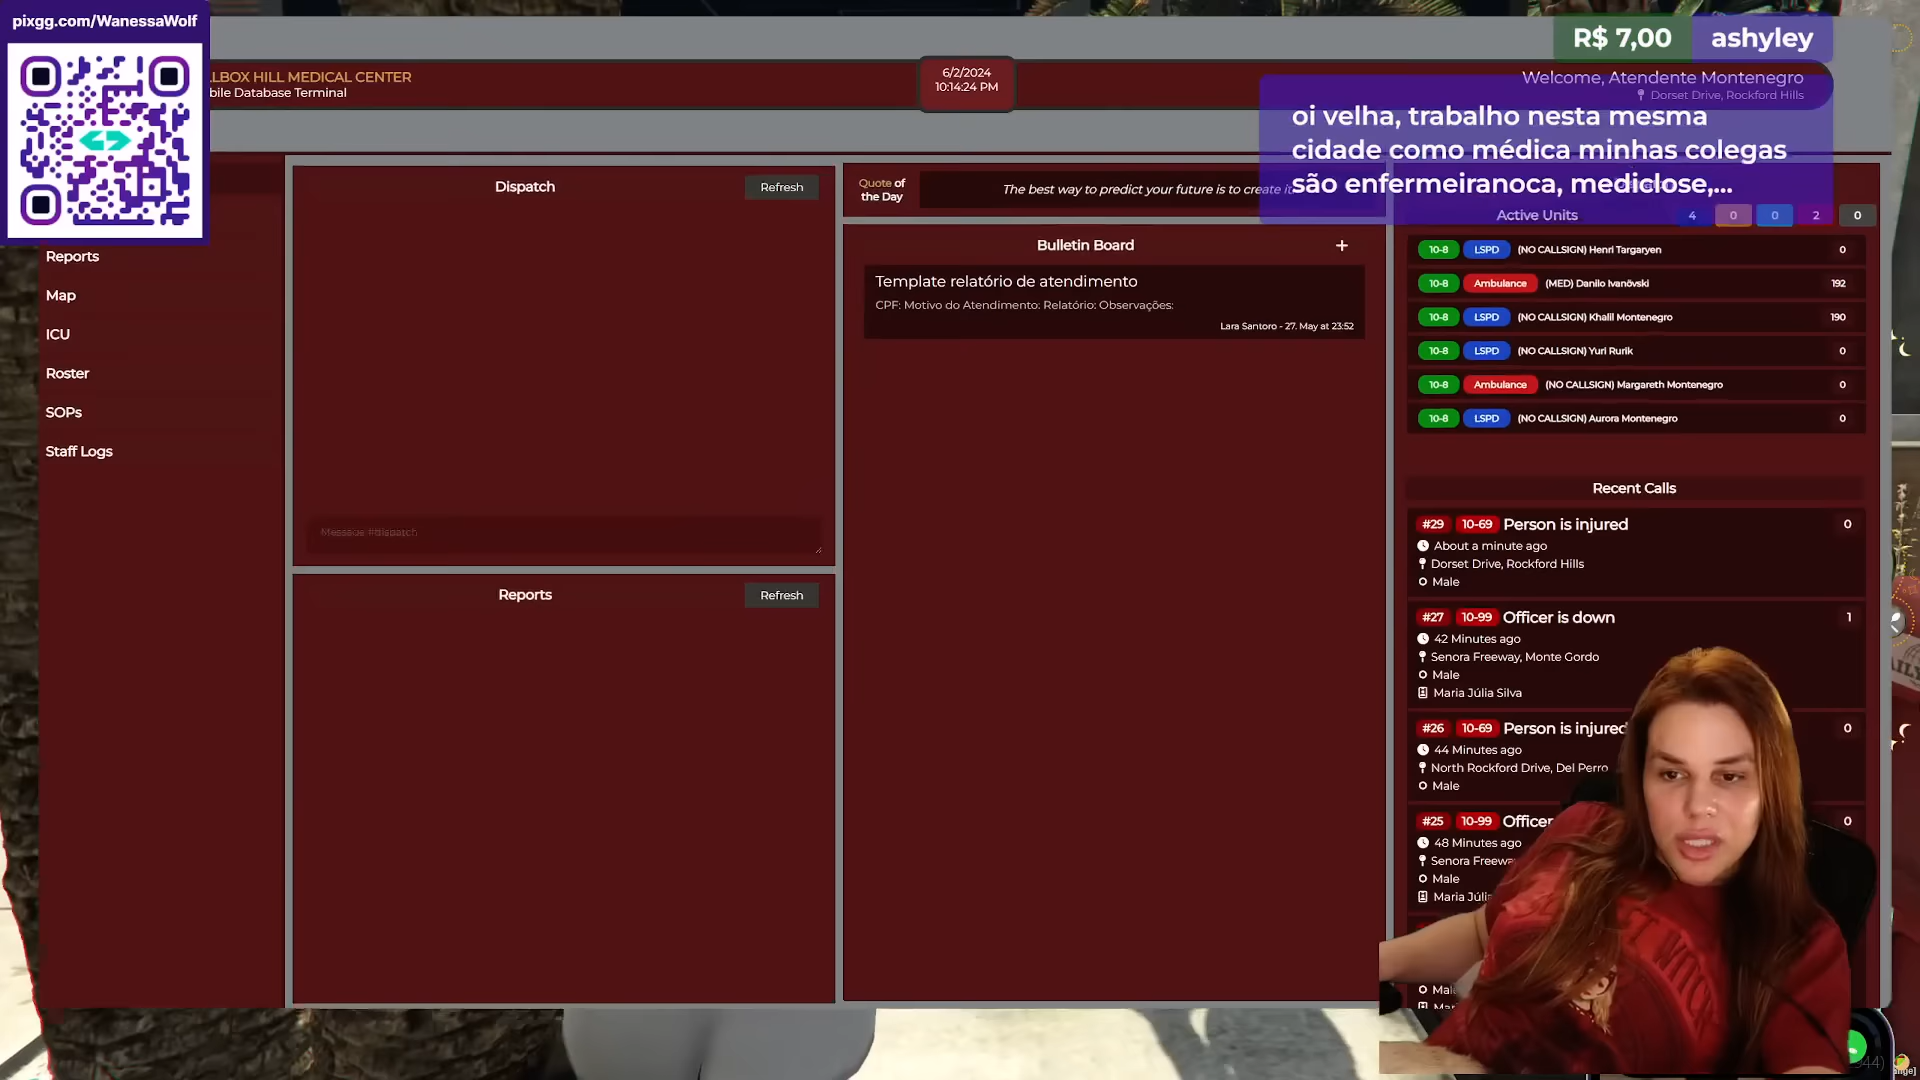 pixgg.com/WanessaWolf
LBOX HILL MEDICAL CENTER
bile Database Terminal
6/2/2024
10:14:24 PM
R$ 7,00 ashyley
Welcome, Atendente Montenegro
Dorset Drive, Rockford Hills
oi velha, trabalho nesta mesma
cidade como médica minhas colegas
são enfermeiranoca, mediclose,...
Reports
Map
ICU
Roster
SOPs
Staff Logs
Dispatch
Refresh
Message #dispatch
Reports
Refresh
Quote of
the Day
The best way to predict your future is to create it
Bulletin Board +
Template relatório de atendimento
CPF: Motivo do Atendimento: Relatório: Observações:
Lara Santoro - 27. May at 23:52
Active Units 4 0 0 2 0
10-8 LSPD (NO CALLSIGN) Henri Targaryen 0
10-8 Ambulance (MED) Danilo Ivanõvski 192
10-8 LSPD (NO CALLSIGN) Khalil Montenegro 190
10-8 LSPD (NO CALLSIGN) Yuri Rurik 0
10-8 Ambulance (NO CALLSIGN) Margareth Montenegro 0
10-8 LSPD (NO CALLSIGN) Aurora Montenegro 0
Recent Calls
#29 10-69 Person is injured 0
About a minute ago
Dorset Drive, Rockford Hills
Male
#27 10-99 Officer is down 1
42 Minutes ago
Senora Freeway, Monte Gordo
Male
Maria Júlia Silva
#26 10-69 Person is injured 0
44 Minutes ago
North Rockford Drive, Del Perro
Male
#25 10-99 Officer 0
48 Minutes ago
Senora Freewa
Male
Maria Júli
Mal
Mar